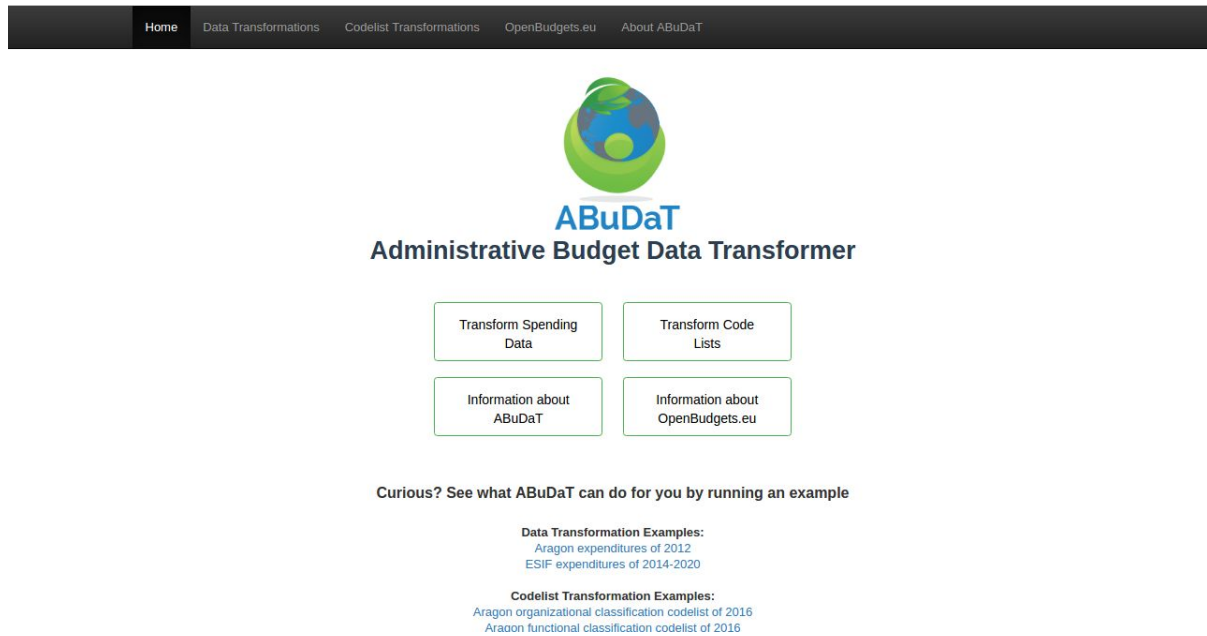 Home Data Transformations Codelist Transformations OpenBudgets.eu About ABuDaT
ABuDaT
Administrative Budget Data Transformer
Transform Spending
Data
Transform Code
Lists
Information about
ABuDaT
Information about
OpenBudgets.eu
Curious? See what ABuDaT can do for you by running an example
Data Transformation Examples:
Aragon expenditures of 2012
ESIF expenditures of 2014-2020
Codelist Transformation Examples:
Aragon organizational classification codelist of 2016
Aragon functional classification codelist of 2016